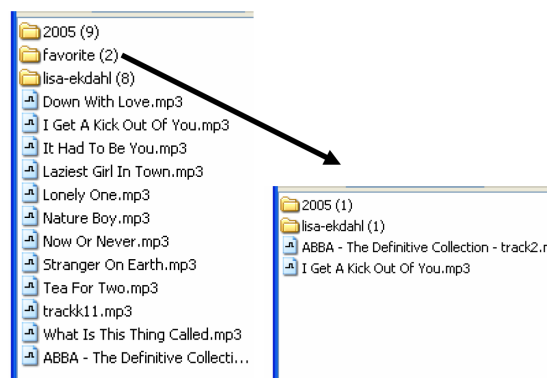 2005 (9)
favorite (2)
lisa-ekdahl (8)
Down With Love.mp3
I Get A Kick Out Of You.mp3
It Had To Be You.mp3
Laziest Girl In Town.mp3
Lonely One.mp3
Nature Boy.mp3
Now Or Never.mp3
Stranger On Earth.mp3
Tea For Two.mp3
trackk11.mp3
What Is This Thing Called.mp3
ABBA - The Definitive Collecti...
2005 (1)
lisa-ekdahl (1)
ABBA - The Definitive Collection - track2.
I Get A Kick Out Of You.mp3